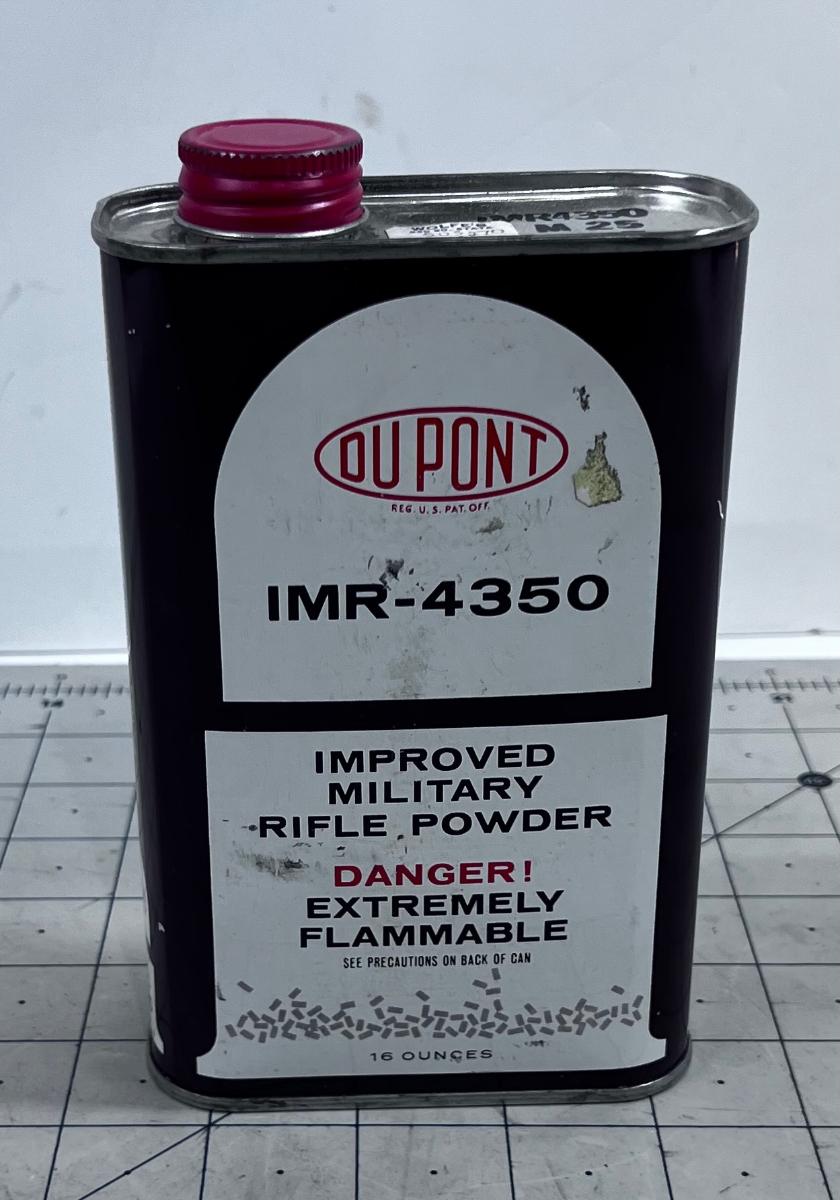 IMR4350
M 25
WOLFE'S
DU PONT
REG. U.S. PAT. OFF.
IMR-4350
IMPROVED
MILITARY
RIFLE POWDER
DANGER!
EXTREMELY
FLAMMABLE
SEE PRECAUTIONS ON BACK OF CAN
16 OUNCES